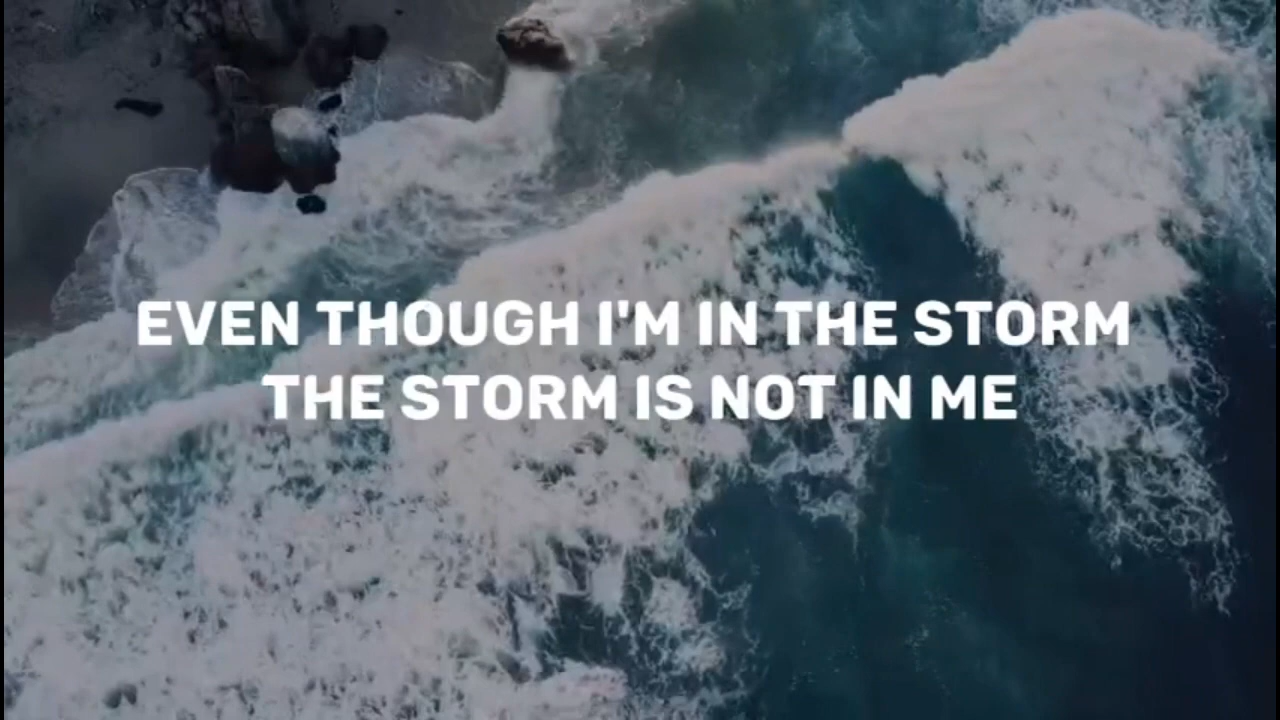 EVEN THOUGH I'M IN THE STORM
THE STORM IS NOT IN ME